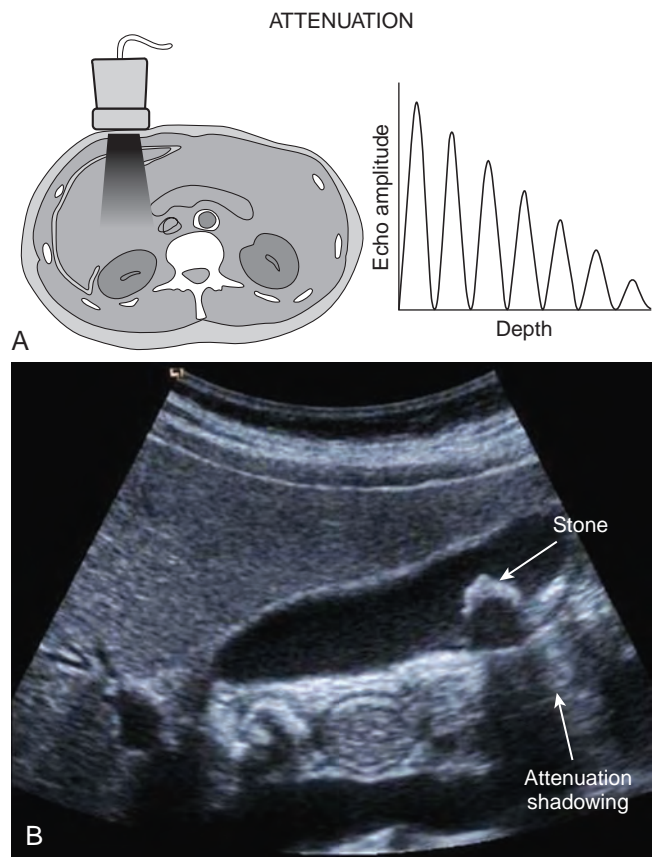 ATTENUATION
Echo amplitude
Depth
A
Stone
Attenuation
shadowing
B